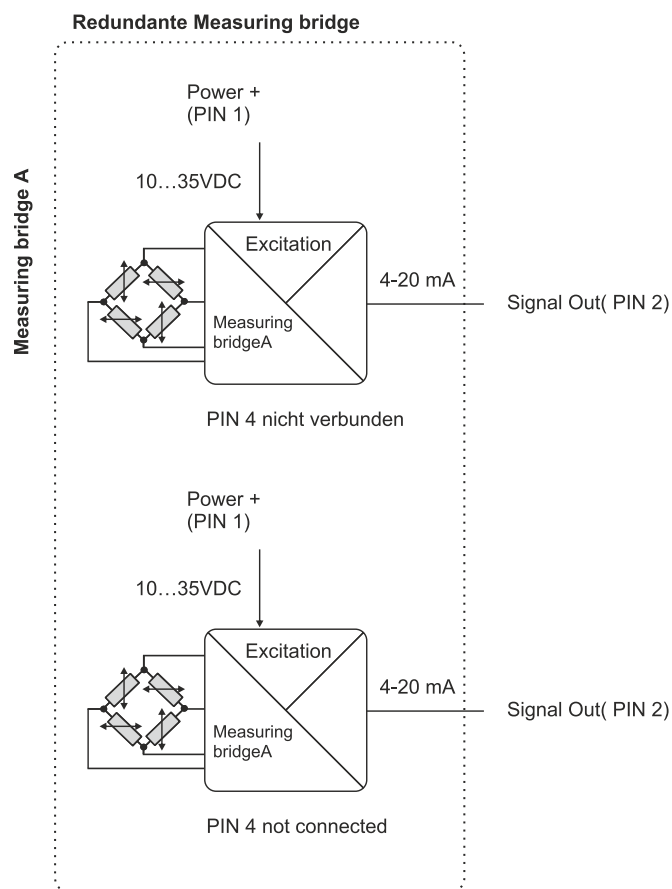 Redundante Measuring bridge
Measuring bridge A
Power +
(PIN 1)
10...35VDC
Excitation
4-20 mA
Signal Out( PIN 2)
Measuring
bridgeA
PIN 4 nicht verbunden
Power +
(PIN 1)
10...35VDC
Excitation
4-20 mA
Signal Out( PIN 2)
Measuring
bridgeA
PIN 4 not connected